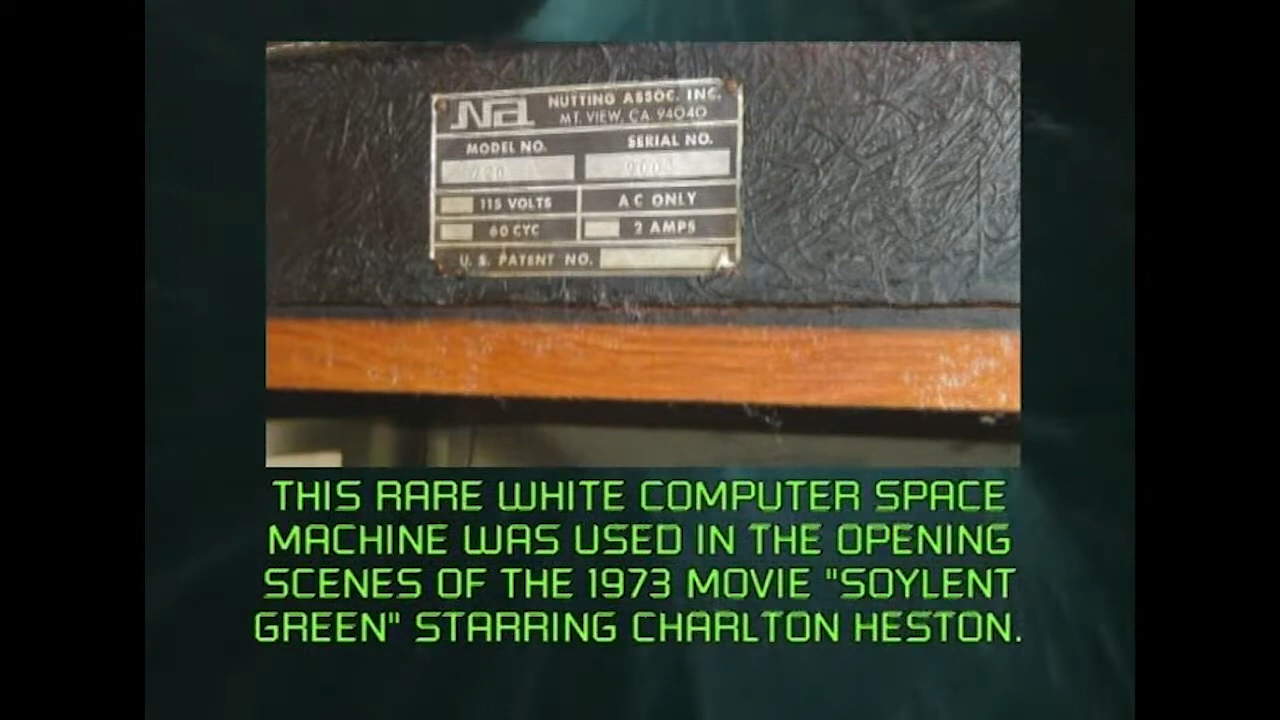 NA
NUTTING ASSOC. INC.
MT. VIEW, CA. 94040
MODEL NO.
SERIAL NO.
115 VOLTS
AC ONLY
60 CYC
2 AMPS
U. S. PATENT NO.
THIS RARE WHITE COMPUTER SPACE
MACHINE WAS USED IN THE OPENING
SCENES OF THE 1973 MOVIE "SOYLENT
GREEN" STARRING CHARLTON HESTON.